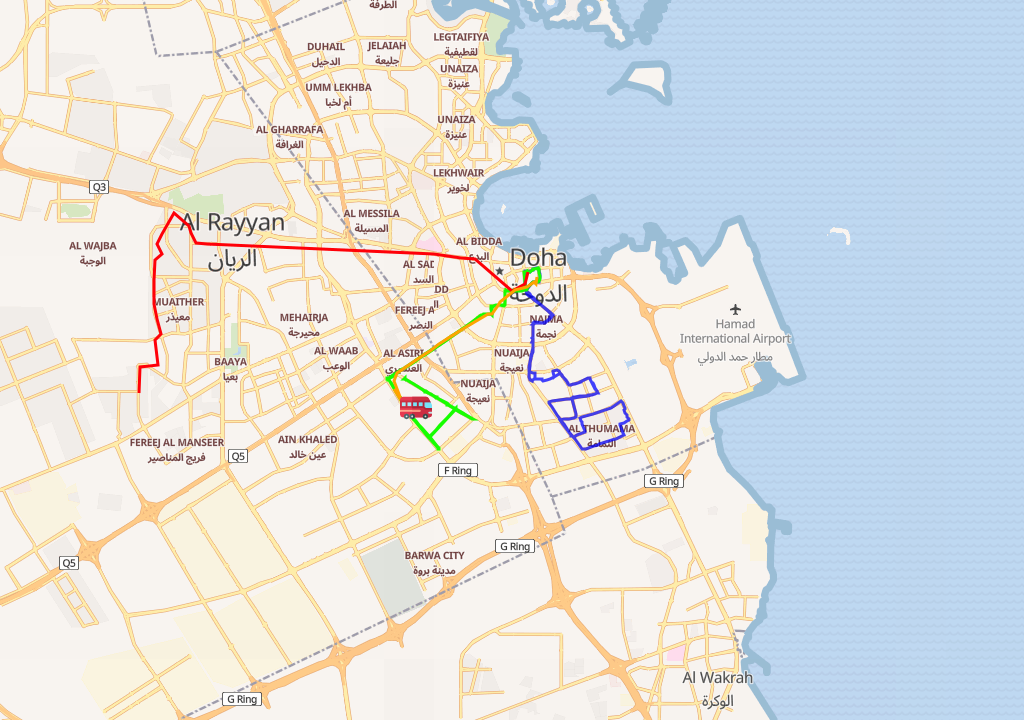 الطرفة
LEGTAIFIYA
لقطيفية
DUHAIL
الدحيل
JELAIAH
جليعة
UNAIZA
عنيزة
UMM LEKHBA
أم لخبا
UNAIZA
عنيزة
AL GHARRAFA
الغرافة
LEKHWAIR
لخوير
Q3
AL MESSILA
المسيلة
Al Rayyan
الريان
AL WAJBA
الوجبة
AL BIDDA
البدع
Doha
الدوحة
AL SAD
السد
DD
ال
MUAITHER
معيذر
MEHAIRJA
محيرجة
FEREEJ A
النصر
NAJMA
نجمة
Hamad
International Airport
مطار حمد الدولي
AL WAAB
الوعب
AL ASIRI
العسيري
NUAIJA
نعيجة
BAAYA
بعيا
NUAIJA
نعيجة
AL THUMAMA
الثمامة
FEREEJ AL MANSEER
فريج المناصير
AIN KHALED
عين خالد
Q5
F Ring
G Ring
G Ring
BARWA CITY
مدينة بروة
Q5
Al Wakrah
الوكرة
G Ring